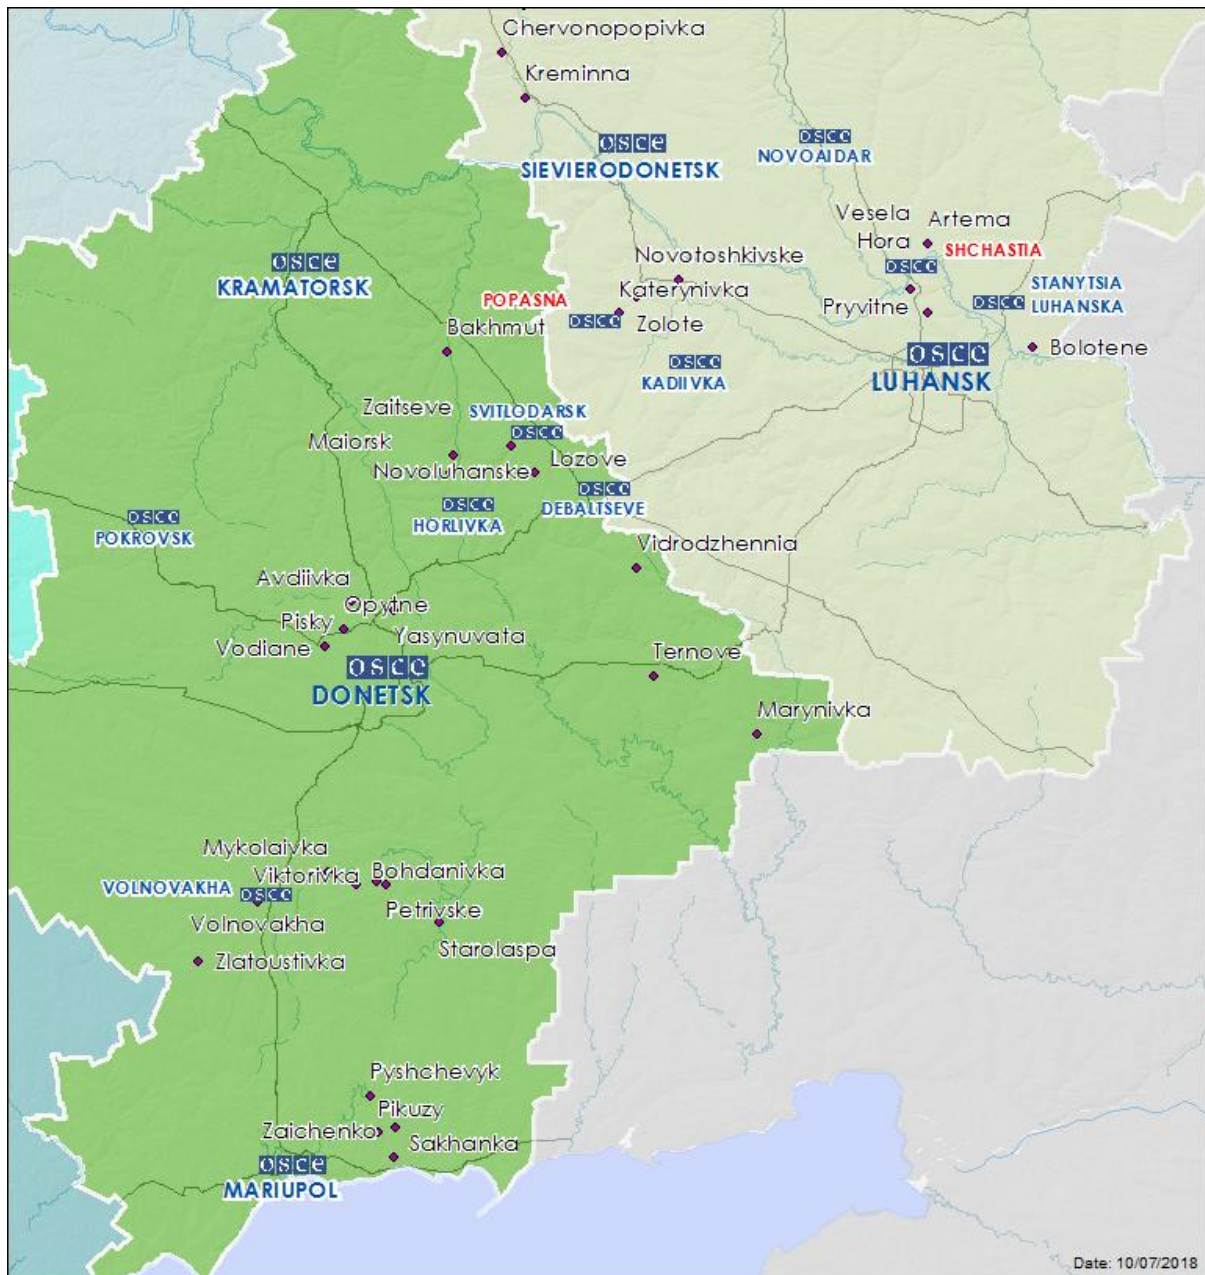 Chervonopopivka
Kreminna
osce
SIEVIERODONETSK
osce
NOVOAIDAR
Vesela
Hora
Artema
SHCHASTIA
osce
osce
KRAMATORSK
Novotoshkivske
Katerynivka
POPASNA
osce
Zolote
Pryvitne
osce
STANYTSIA
LUHANSKA
Bakhmut
osce
KADIIVKA
osce
LUHANSK
Bolotene
Zaitseve
SVITLODARSK
osce
Maiorsk
Novoluhanske
Lozove
osce
HORLIVKA
osce
DEBALTSEVE
osce
POKROVSK
Vidrodzhennia
Avdiivka
Opytne
Pisky
Yasynuvata
Vodiane
osce
DONETSK
Ternove
Marynivka
Mykolaivka
Viktorivka
Bohdanivka
VOLNOVAKHA
osce
Petrivske
Volnovakha
Starolaspa
Zlatoustivka
Pyshchevyk
Pikuzy
Zaichenko
Sakhanka
osce
MARIUPOL
Date: 10/07/2018